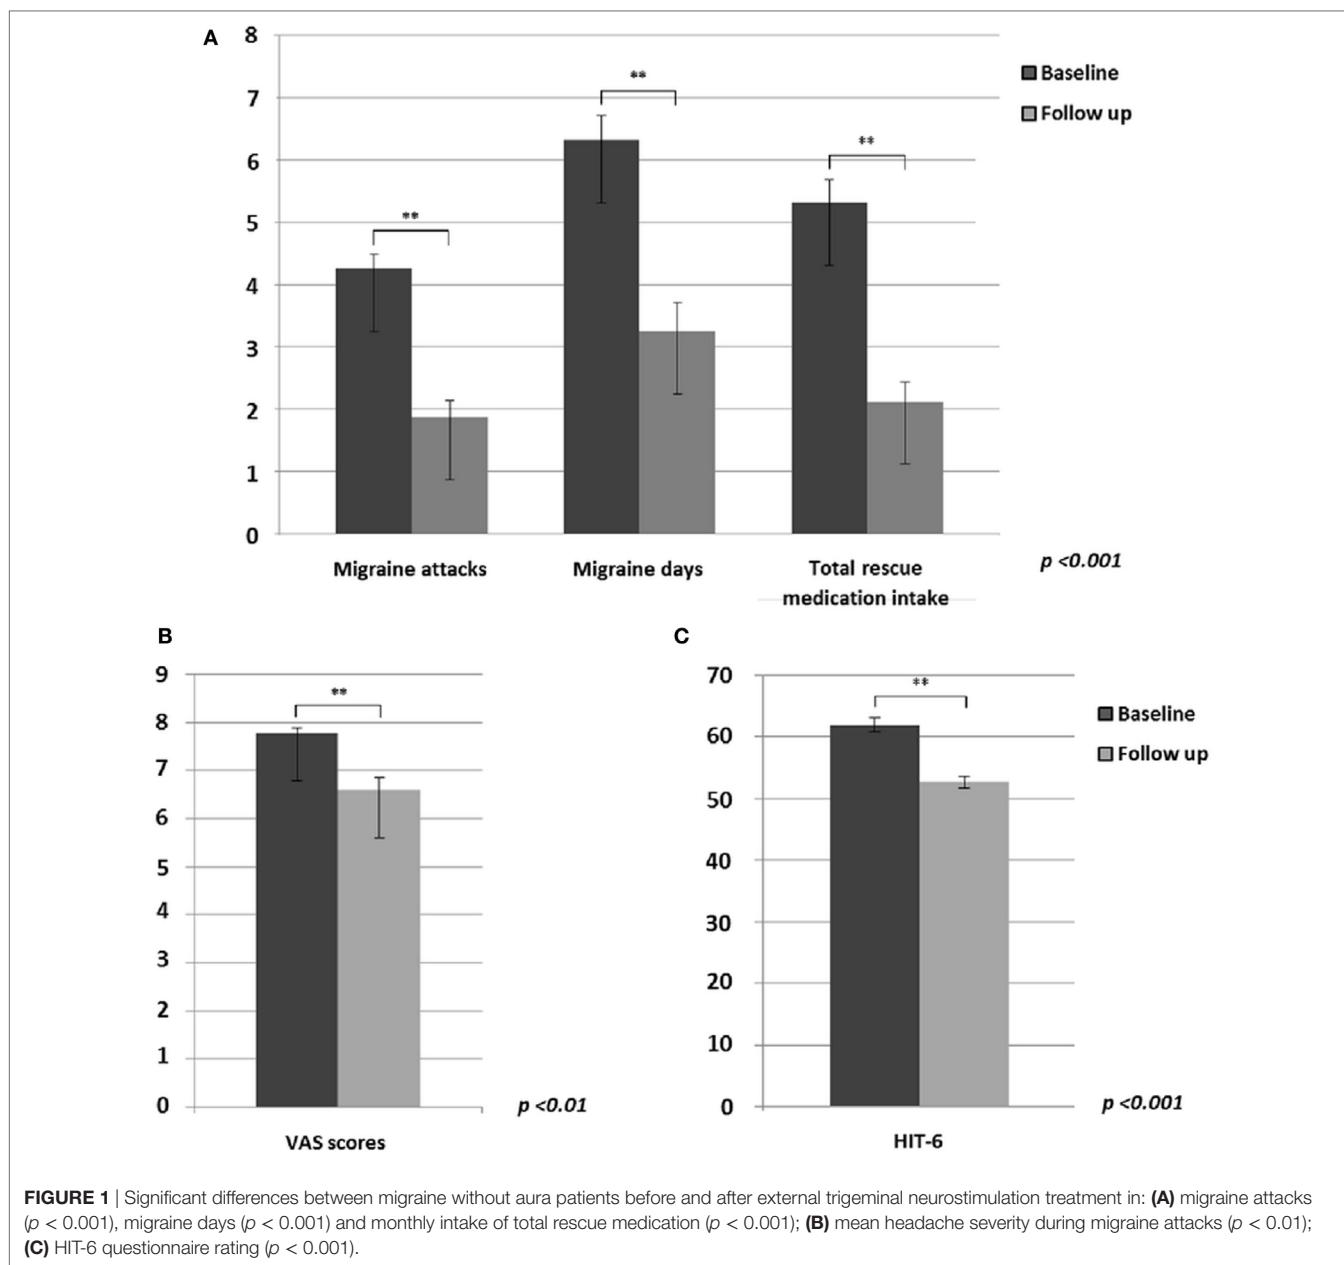 A
8
7
6
5
4
3
2
1
0
**
**
**
Baseline
Follow up
Migraine attacks
Migraine days
Total rescue
medication intake
p <0.001
B
9
8
7
6
5
4
3
2
1
0
**
VAS scores
p <0.01
C
70
60
50
40
30
20
10
0
**
HIT-6
Baseline
Follow up
p <0.001
FIGURE 1 | Significant differences between migraine without aura patients before and after external trigeminal neurostimulation treatment in: (A) migraine attacks
(p < 0.001), migraine days (p < 0.001) and monthly intake of total rescue medication (p < 0.001); (B) mean headache severity during migraine attacks (p < 0.01);
(C) HIT-6 questionnaire rating (p < 0.001).